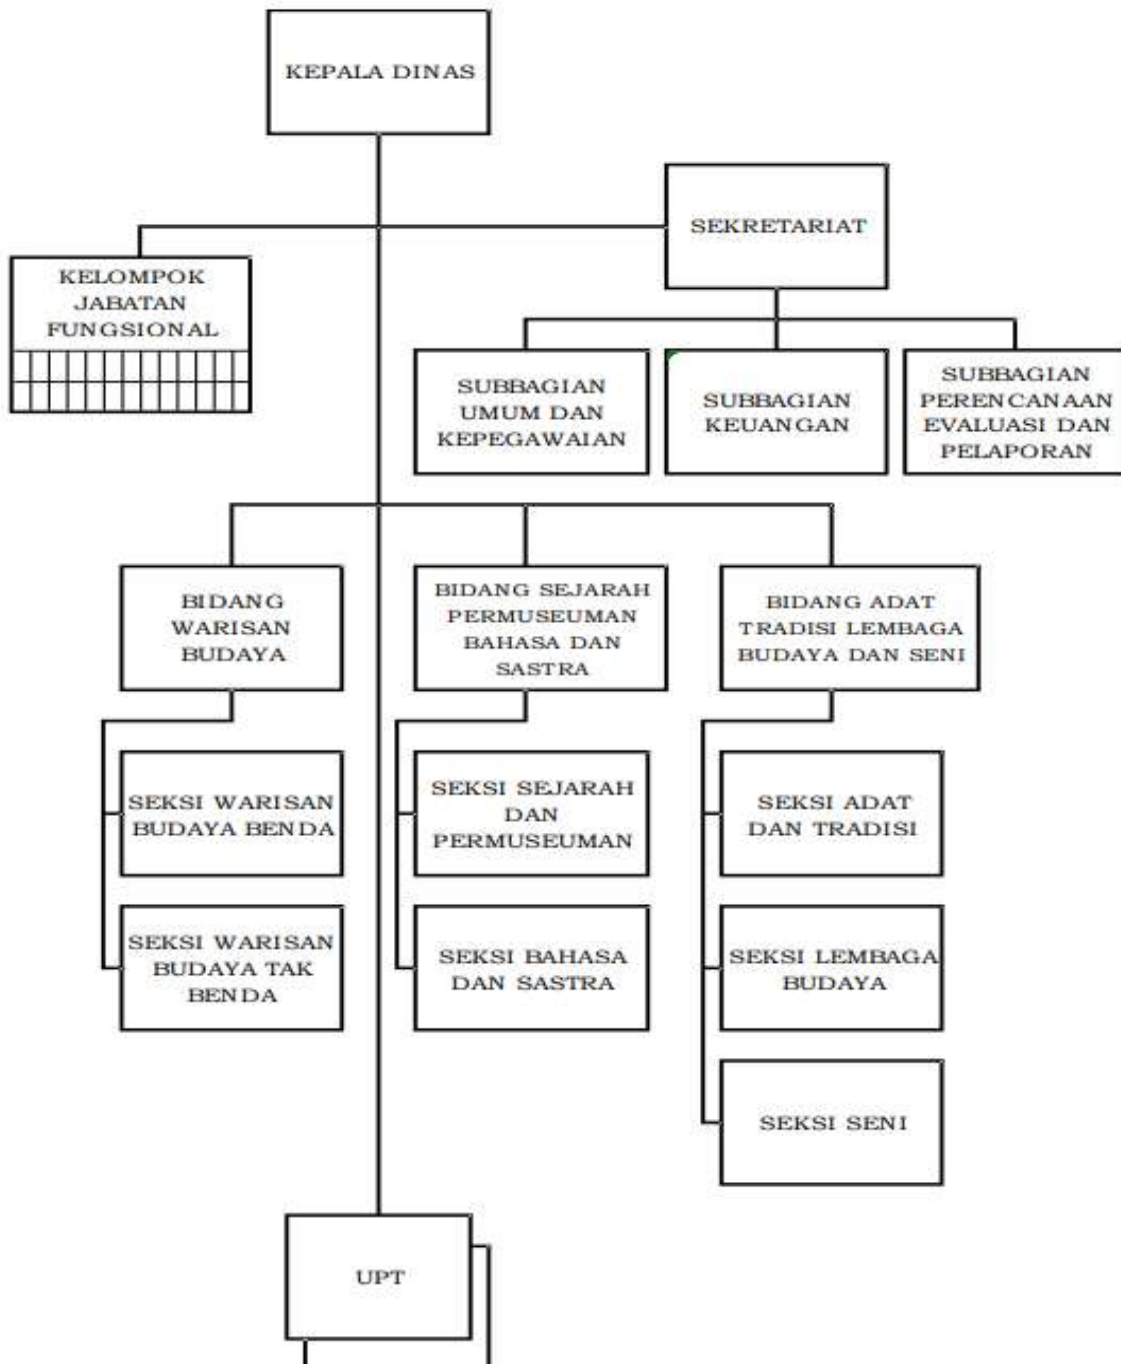 KEPALA DINAS
SEKRETARIAT
KELOMPOK
JABATAN
FUNGSIONAL
SUBBAGIAN
UMUM DAN
KEPEGAWAIAN
SUBBAGIAN
KEUANGAN
SUBBAGIAN
PERENCANAAN
EVALUASI DAN
PELAPORAN
BIDANG
WARISAN
BUDAYA
BIDANG SEJARAH
PERMUSEUMAN
BAHASA DAN
SASTRA
BIDANG ADAT
TRADISI LEMBAGA
BUDAYA DAN SENI
SEKSI WARISAN
BUDAYA BENDA
SEKSI SEJARAH
DAN
PERMUSEUMAN
SEKSI ADAT
DAN TRADISI
SEKSI WARISAN
BUDAYA TAK
BENDA
SEKSI BAHASA
DAN SASTRA
SEKSI LEMBAGA
BUDAYA
SEKSI SENI
UPT